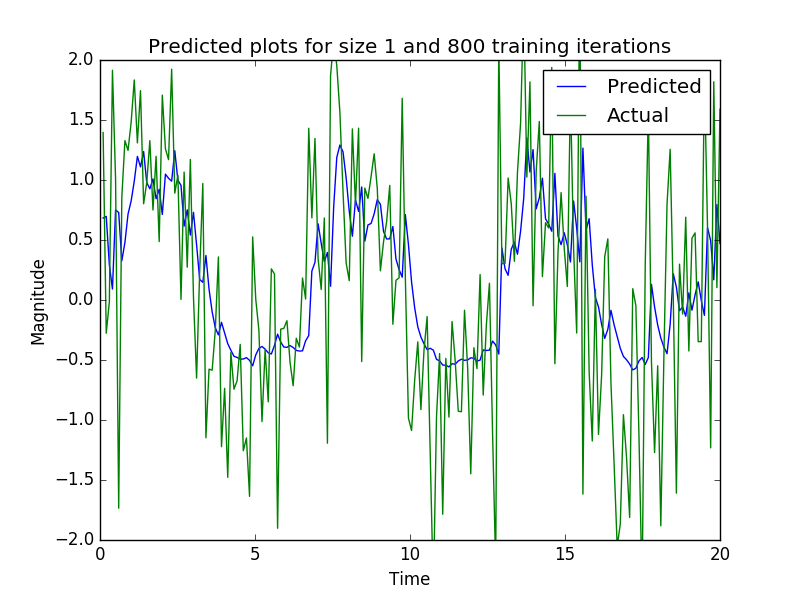 Predicted plots for size 1 and 800 training iterations
2.0
1.5
1.0
0.5
0.0
−0.5
−1.0
−1.5
−2.0
Magnitude
Predicted
Actual
0 5 10 15 20
Time